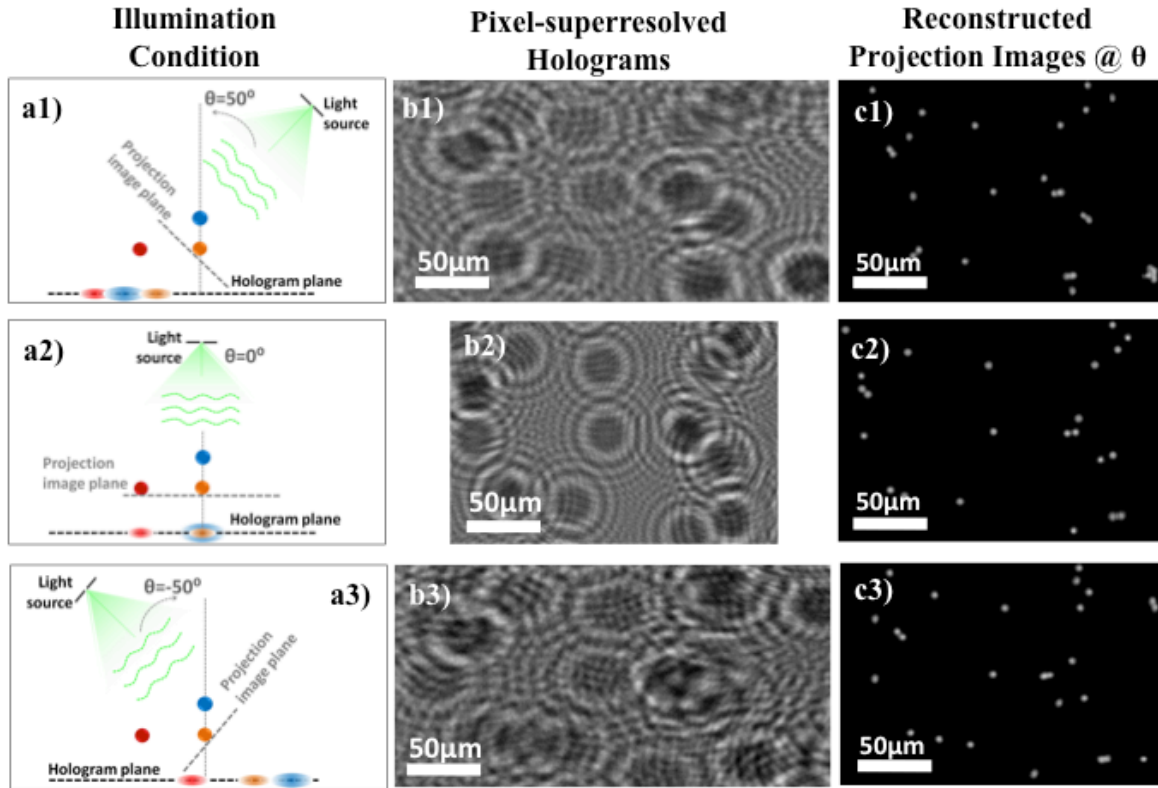 Illumination
Condition
Pixel-superresolved
Holograms
Reconstructed
Projection Images @ θ
a1)
θ=50°
Light
source
Projection
image plane
Hologram plane
b1)
50µm
c1)
50µm
a2)
Light
source
θ=0°
Projection
image plane
Hologram plane
b2)
50µm
c2)
50µm
Light
source
θ=-50°
a3)
Projection
image plane
Hologram plane
b3)
50µm
c3)
50µm